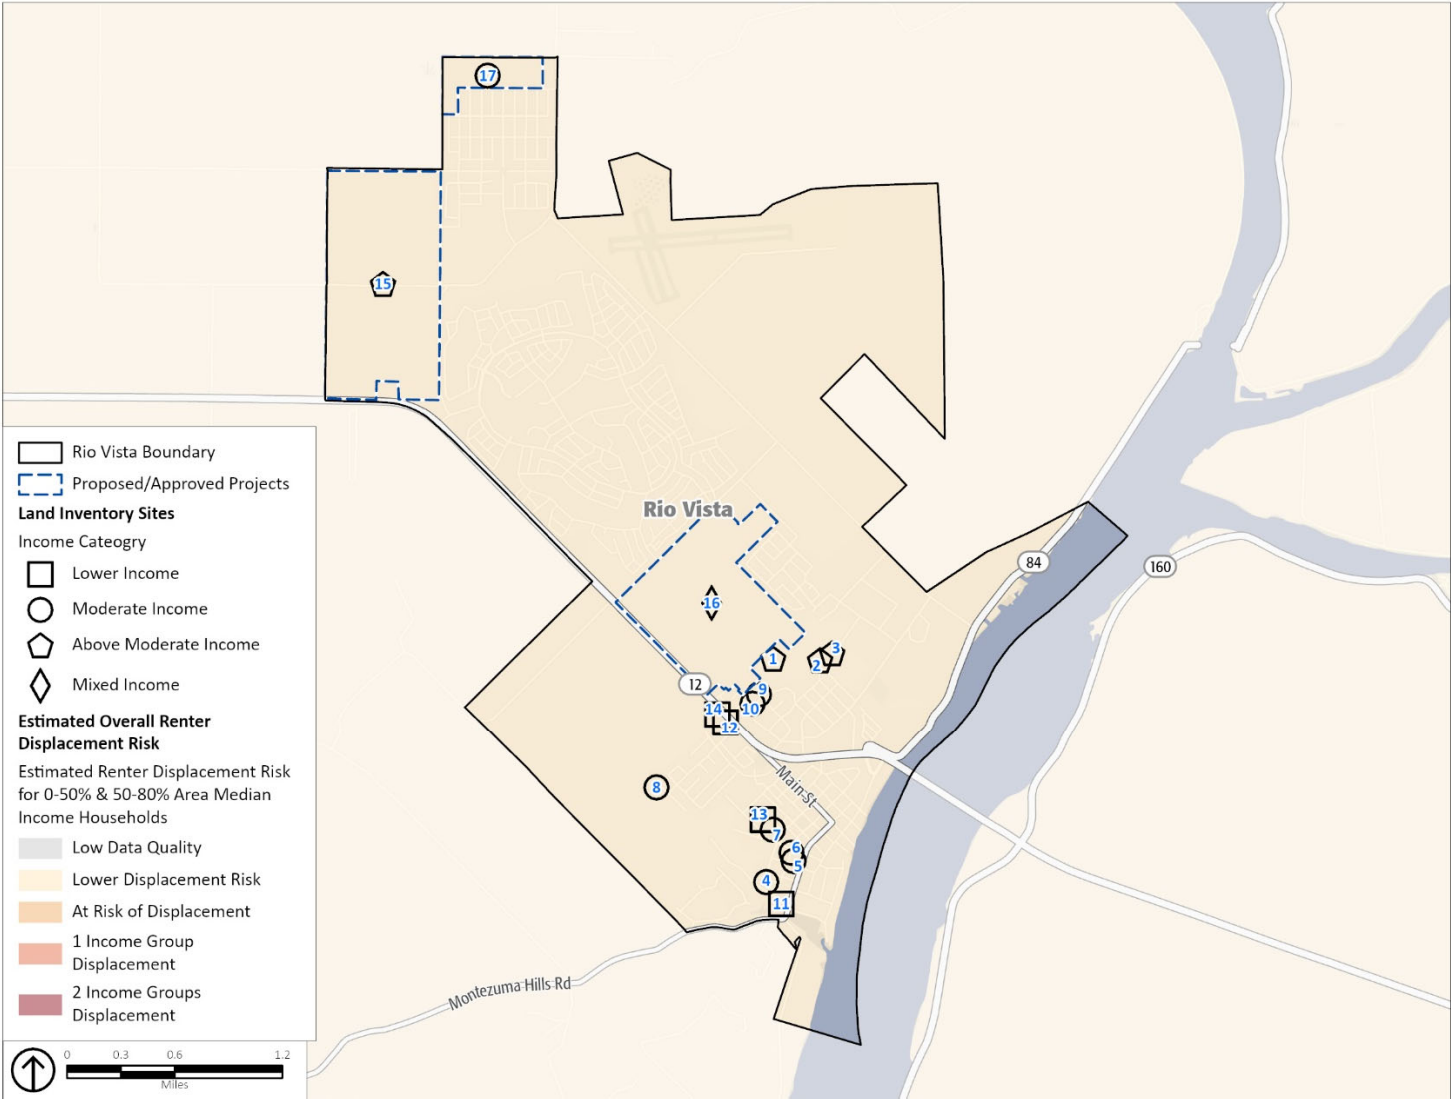 17
15
Rio Vista
84
160
16
1
2
3
12
9
10
14
12
8
Main St
13
7
6
5
4
11
Montezuma Hills Rd
Rio Vista Boundary
Proposed/Approved Projects
Land Inventory Sites
Income Cateogry
Lower Income
Moderate Income
Above Moderate Income
Mixed Income
Estimated Overall Renter
Displacement Risk
Estimated Renter Displacement Risk
for 0-50% & 50-80% Area Median
Income Households
Low Data Quality
Lower Displacement Risk
At Risk of Displacement
1 Income Group
Displacement
2 Income Groups
Displacement
0 0.3 0.6 1.2
Miles